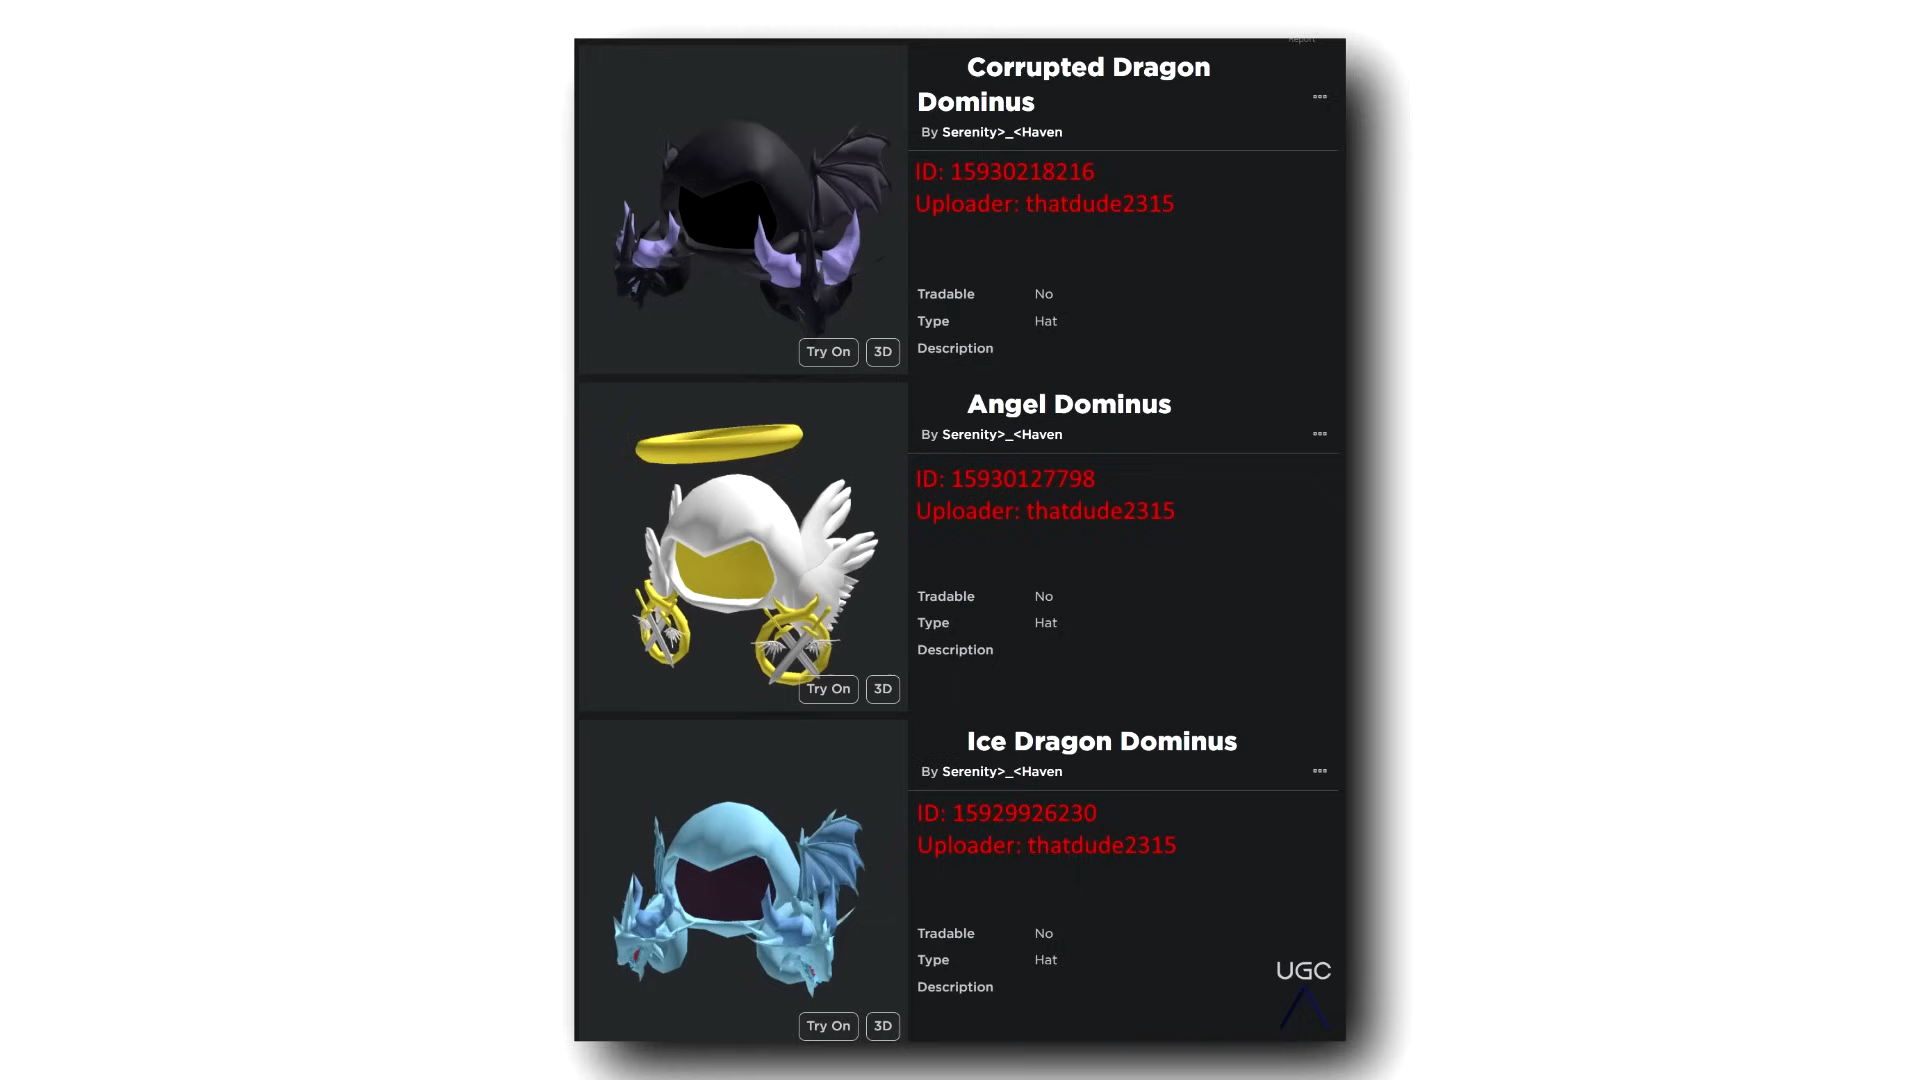 Report
Corrupted Dragon
Dominus
By Serenity>_<Haven
ID: 15930218216
Uploader: thatdude2315
Tradable No
Type Hat
Description
Try On 3D
Angel Dominus
By Serenity>_<Haven
ID: 15930127798
Uploader: thatdude2315
Tradable No
Type Hat
Description
Try On 3D
Ice Dragon Dominus
By Serenity>_<Haven
ID: 15929926230
Uploader: thatdude2315
Tradable No
Type Hat
Description
Try On 3D
UGC